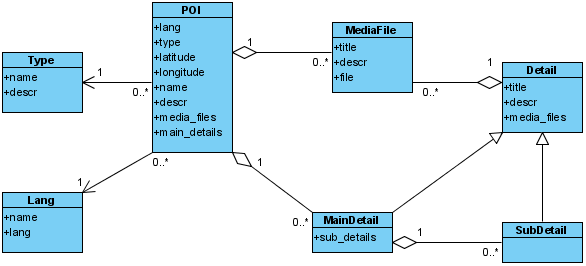 POI
+lang
+type
+latitude
+longitude
+name
+descr
+media_files
+main_details
MediaFile
+title
+descr
+file
Type
+name
+descr
Detail
+title
+descr
+media_files
Lang
+name
+lang
MainDetail
+sub_details
SubDetail
1
0..*
1
0..*
1
0..*
1
0..*
1
0..*
1
0..*